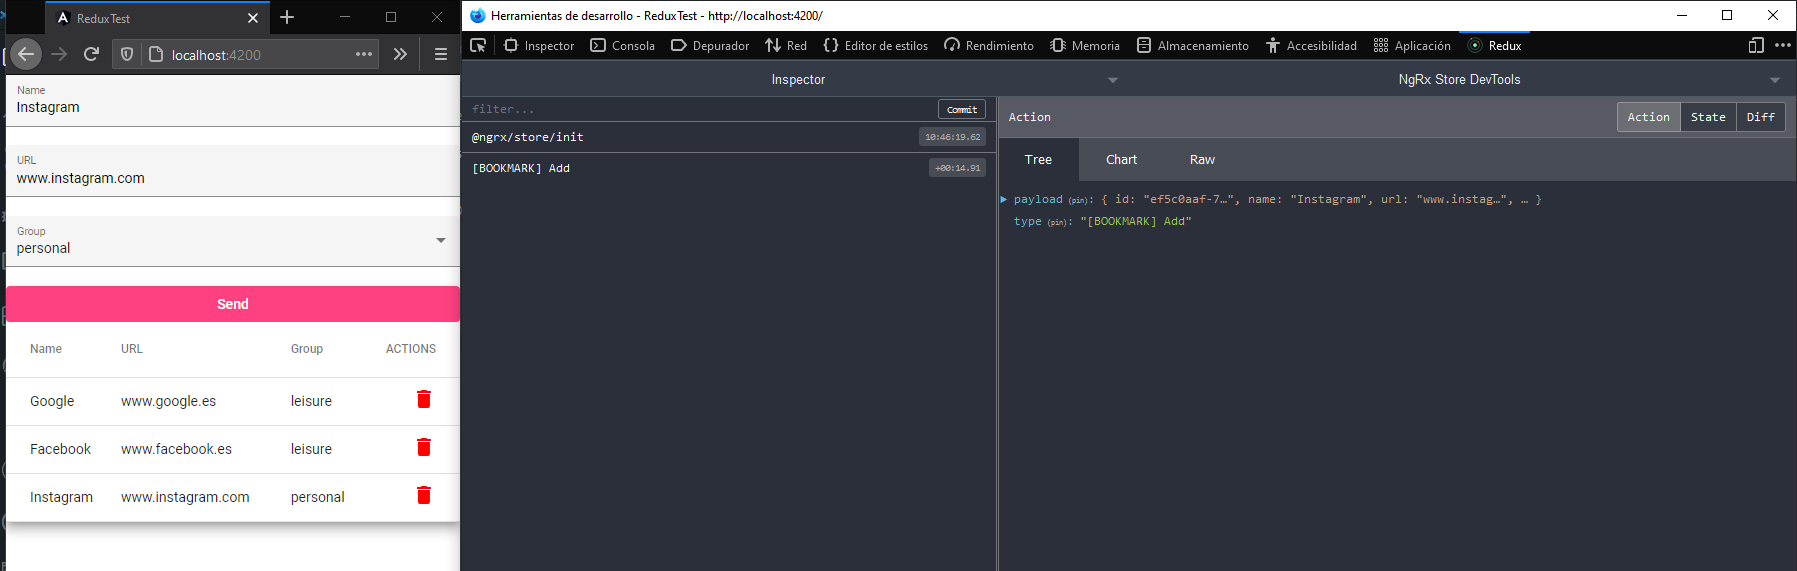 ReduxTest
localhost:4200
Name
Instagram
URL
www.instagram.com
Group
personal
Send
Name URL Group ACTIONS
Google www.google.es leisure
Facebook www.facebook.es leisure
Instagram www.instagram.com personal
Herramientas de desarrollo - ReduxTest - http://localhost:4200/
Inspector Consola Depurador Red Editor de estilos Rendimiento Memoria Almacenamiento Accesibilidad Aplicación Redux
Inspector NgRx Store DevTools
filter... Commit
@ngrx/store/init 10:46:19.62
[BOOKMARK] Add +00:14.91
Action Action State Diff
Tree Chart Raw
payload (pin): { id: "ef5c0aaf-7…", name: "Instagram", url: "www.instag…", … }
type (pin): "[BOOKMARK] Add"